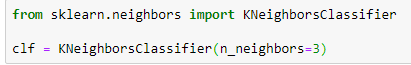 from sklearn.neighbors import KNeighborsClassifier
clf = KNeighborsClassifier(n_neighbors=3)